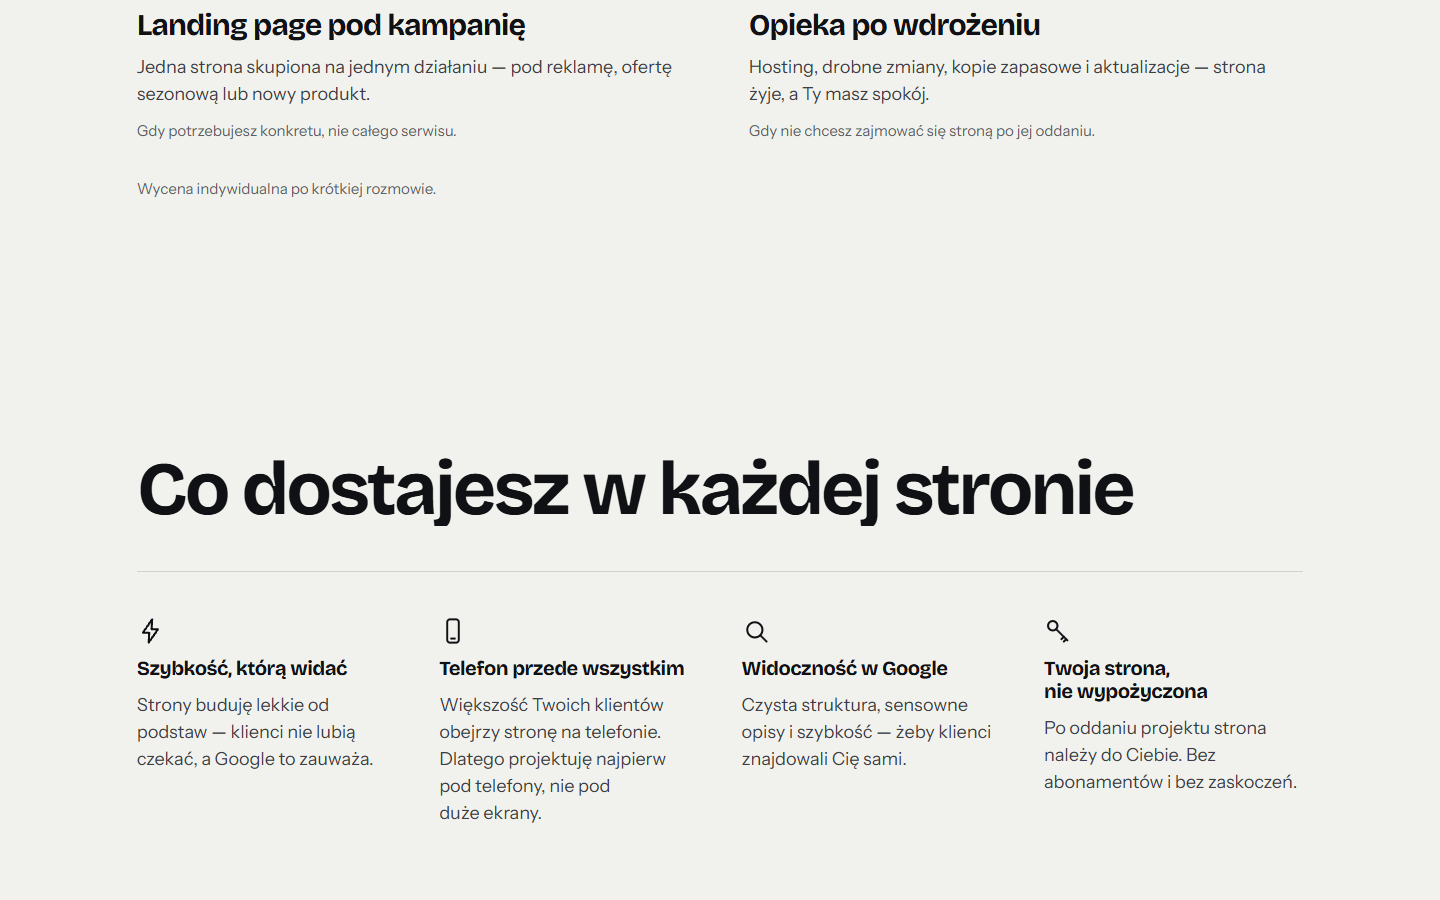 Landing page pod kampanię
Jedna strona skupiona na jednym działaniu — pod reklamę, ofertę
sezonową lub nowy produkt.
Gdy potrzebujesz konkretu, nie całego serwisu.
Opieka po wdrożeniu
Hosting, drobne zmiany, kopie zapasowe i aktualizacje — strona
żyje, a Ty masz spokój.
Gdy nie chcesz zajmować się stroną po jej oddaniu.
Wycena indywidualna po krótkiej rozmowie.
Co dostajesz w każdej stronie
Szybkość, którą widać
Strony buduję lekkie od
podstaw — klienci nie lubią
czekać, a Google to zauważa.
Telefon przede wszystkim
Większość Twoich klientów
obejrzy stronę na telefonie.
Dlatego projektuję najpierw
pod telefony, nie pod
duże ekrany.
Widoczność w Google
Czysta struktura, sensowne
opisy i szybkość — żeby klienci
znajdowali Cię sami.
Twoja strona,
nie wypożyczona
Po oddaniu projektu strona
należy do Ciebie. Bez
abonamentów i bez zaskoczeń.